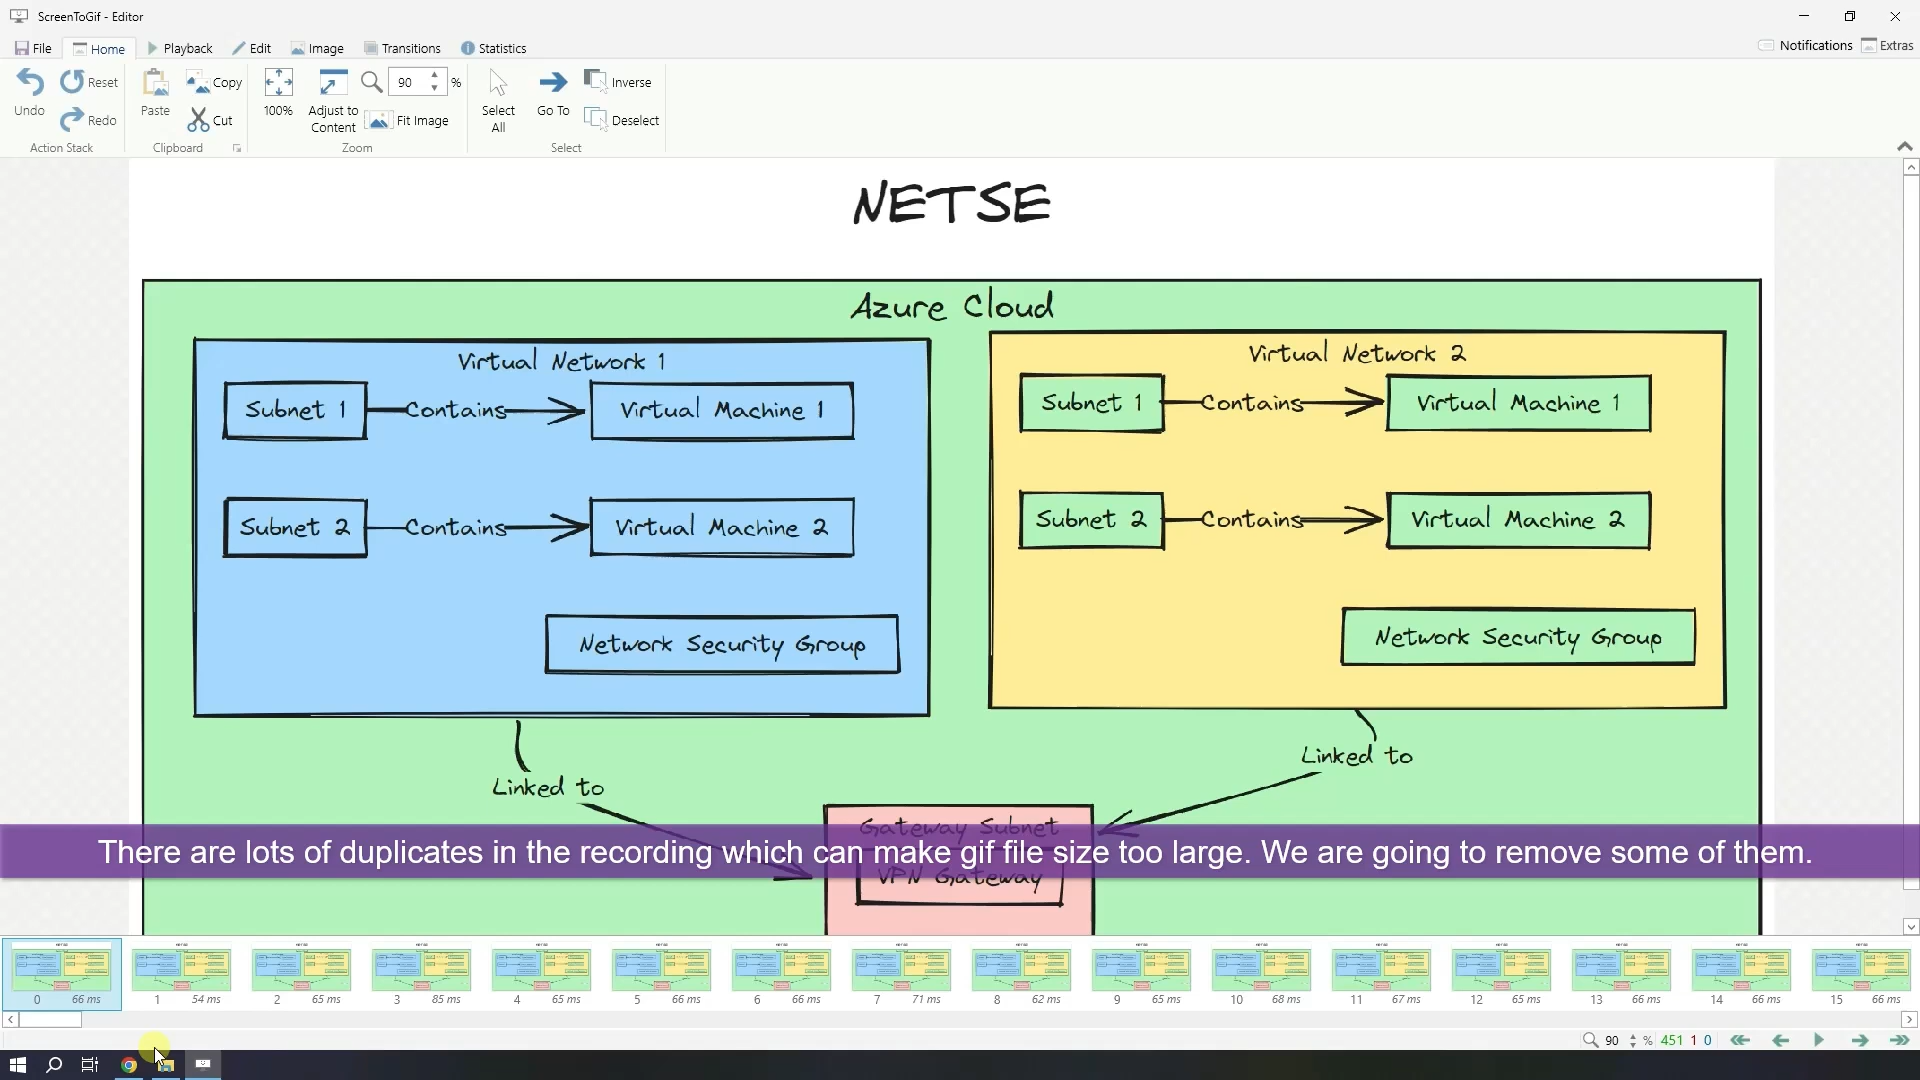 ScreenToGif - Editor
File Home Playback Edit Image Transitions Statistics Notifications Extras
Undo Reset Redo Paste Copy Cut 100% Adjust to Content 90 % Fit Image Select All Go To Inverse Deselect
Action Stack Clipboard Zoom Select
NETSE
Azure Cloud
Virtual Network 1
Subnet 1 Contains Virtual Machine 1
Subnet 2 Contains Virtual Machine 2
Network Security Group
Linked to
Virtual Network 2
Subnet 1 Contains Virtual Machine 1
Subnet 2 Contains Virtual Machine 2
Network Security Group
Linked to
Gateway Subnet
There are lots of duplicates in the recording which can make gif file size too large. We are going to remove some of them.
VPN Gateway
0 66 ms 1 54 ms 2 65 ms 3 85 ms 4 65 ms 5 66 ms 6 66 ms 7 71 ms 8 62 ms 9 65 ms 10 68 ms 11 67 ms 12 65 ms 13 66 ms 14 66 ms 15 66 ms
90 % 451 1 0